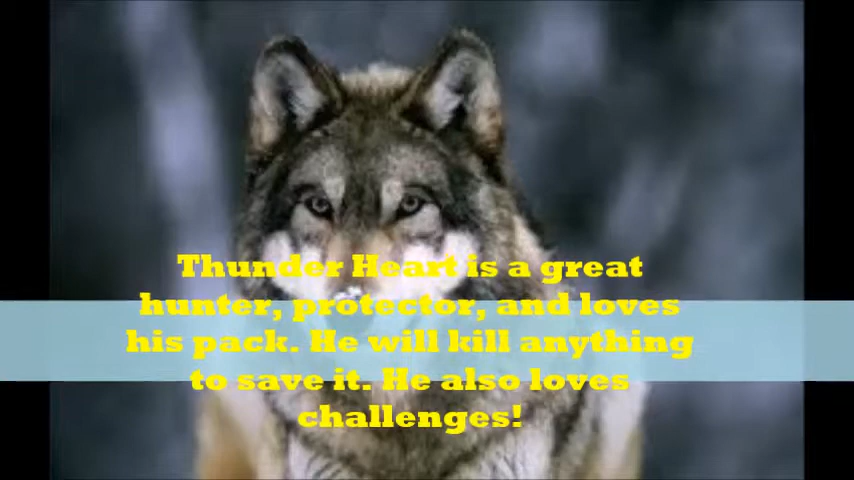 Thunder Heart is a great
hunter, protector, and loves
his pack. He will kill anything
to save it. He also loves
challenges!